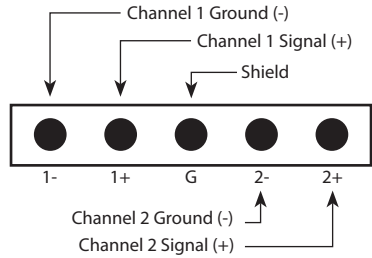 Channel 1 Ground (-)
Channel 1 Signal (+)
Shield
1- 1+ G 2- 2+
Channel 2 Ground (-)
Channel 2 Signal (+)